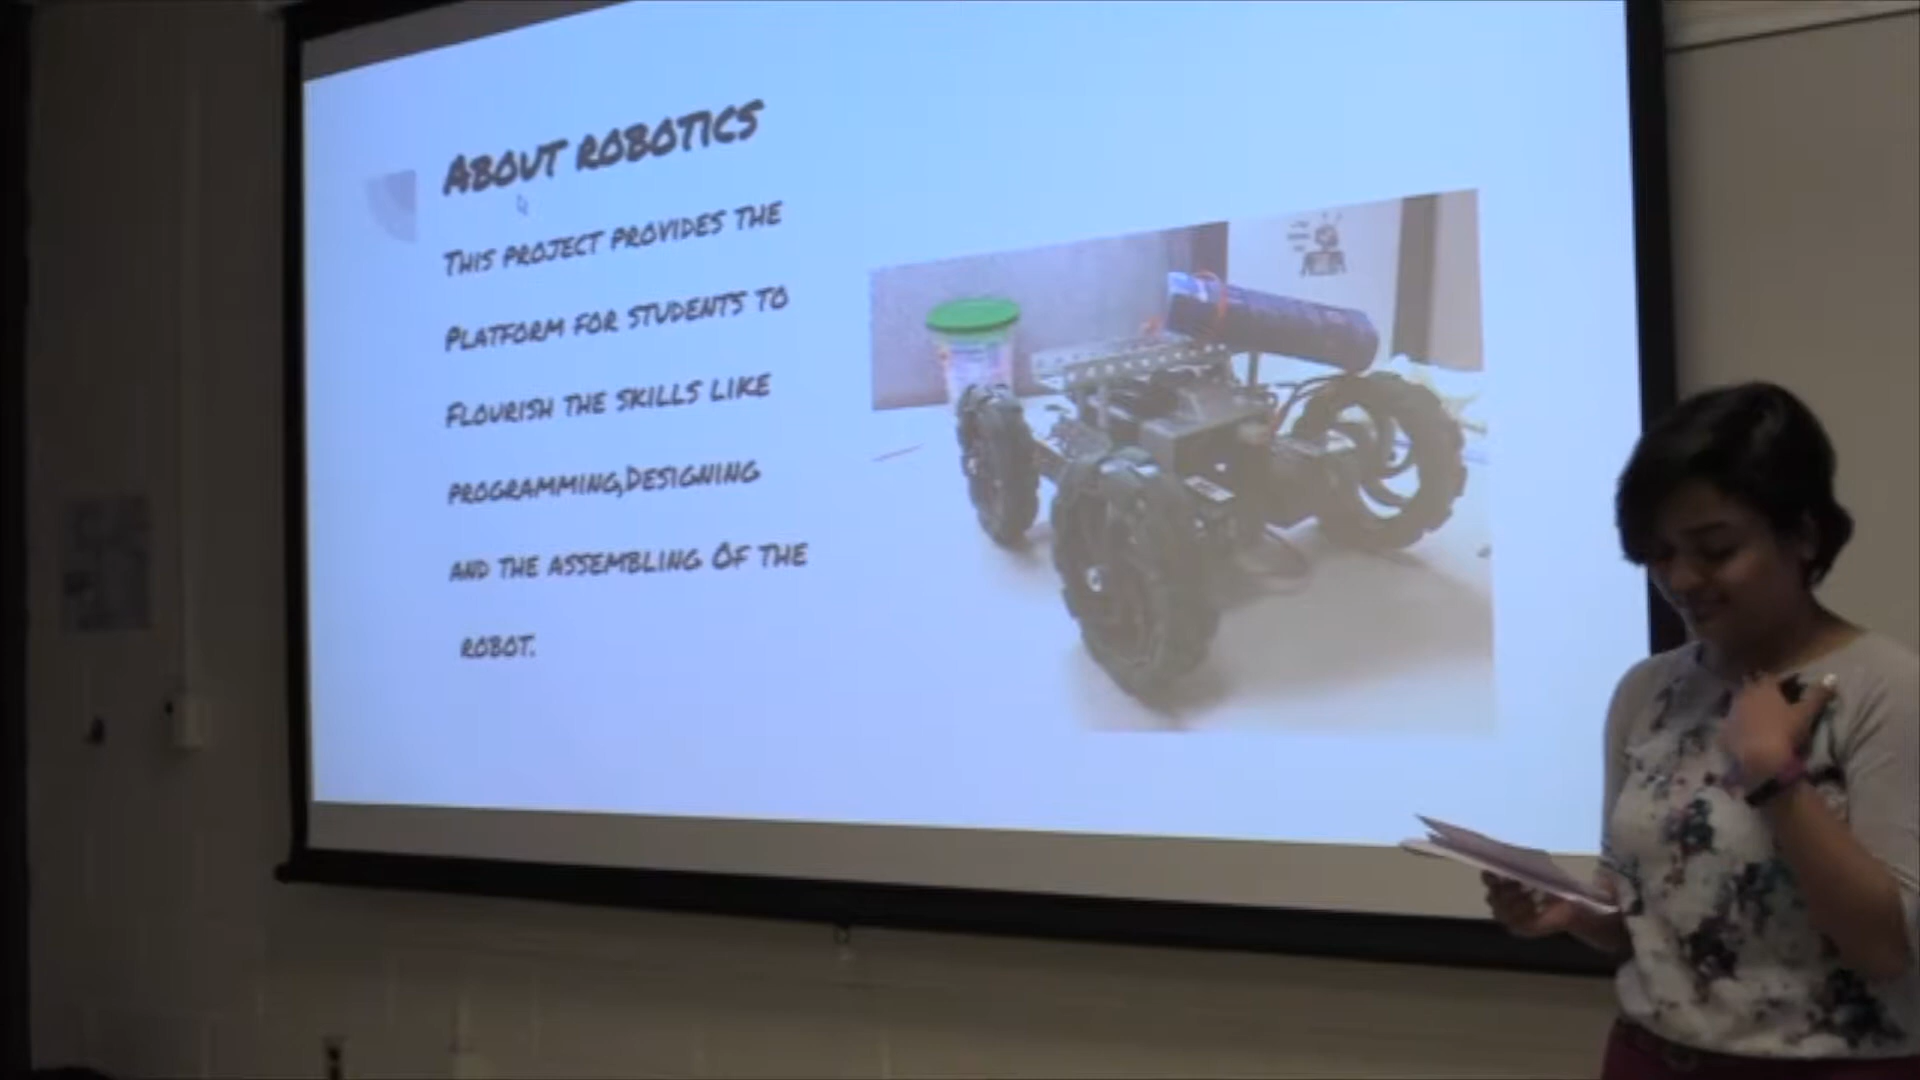 ABOUT ROBOTICS
THIS PROJECT PROVIDES THE
PLATFORM FOR STUDENTS TO
FLOURISH THE SKILLS LIKE
PROGRAMMING,DESIGNING
AND THE ASSEMBLING OF THE
ROBOT.